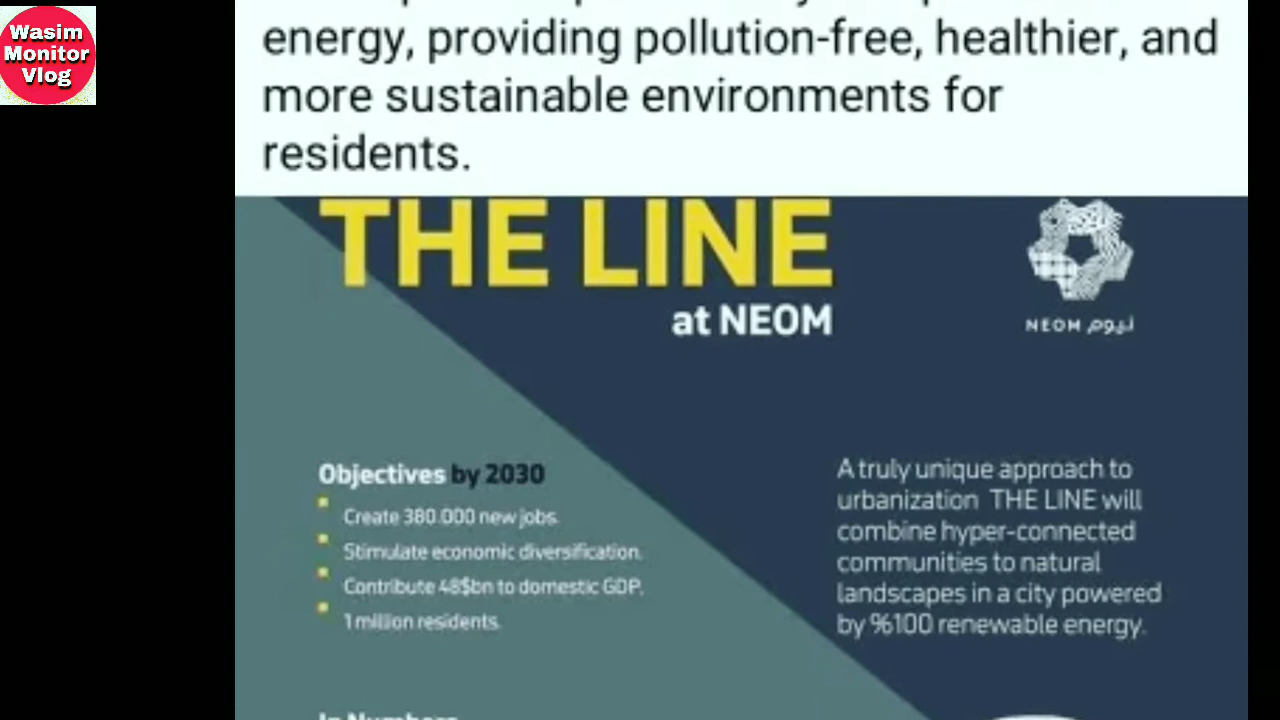 Wasim
Monitor
Vlog
energy, providing pollution-free, healthier, and
more sustainable environments for
residents.
THE LINE
at NEOM
NEOM نيوم
Objectives by 2030
Create 380.000 new jobs.
Stimulate economic diversification.
Contribute 48$bn to domestic GDP.
1 million residents.
A truly unique approach to
urbanization THE LINE will
combine hyper-connected
communities to natural
landscapes in a city powered
by %100 renewable energy.
In Numbers